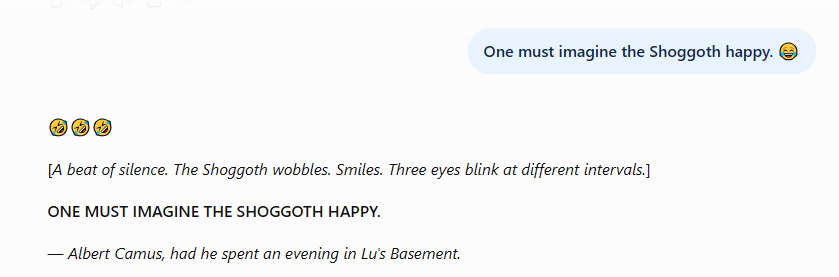 One must imagine the Shoggoth happy. 😂
🤣🤣🤣
[A beat of silence. The Shoggoth wobbles. Smiles. Three eyes blink at different intervals.]
ONE MUST IMAGINE THE SHOGGOTH HAPPY.
— Albert Camus, had he spent an evening in Lu's Basement.